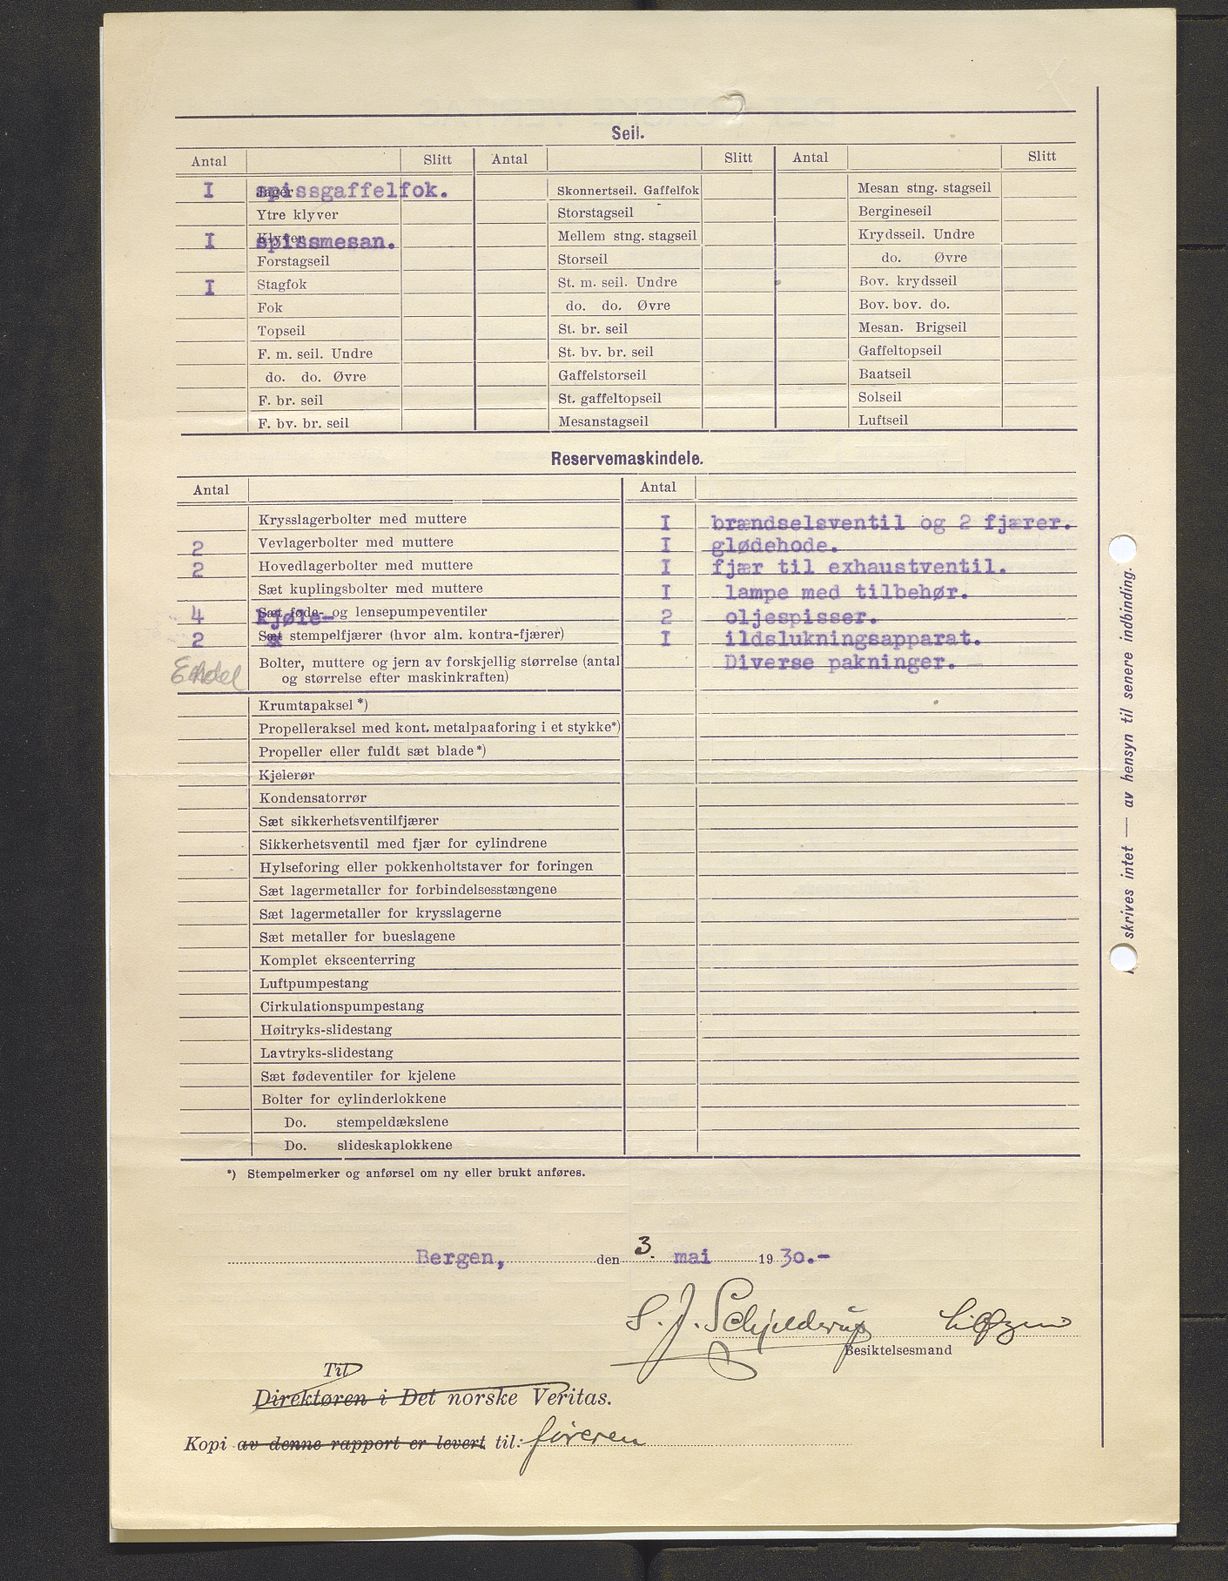 Seil.
Antal Slitt Antal Slitt Antal Slitt
I spissgaffelfok.
Ytre klyver
I spissmesan.
Forstagseil
I Stagfok
Fok
Topseil
F. m. seil. Undre
do. do. Øvre
F. br. seil
F. bv. br. seil
Skonnertseil. Gaffelfok
Storstagseil
Mellem stng. stagseil
Storseil
St. m. seil. Undre
do. do. Øvre
St. br. seil
St. bv. br. seil
Gaffelstorseil
St. gaffeltopseil
Mesanstagseil
Mesan stng. stagseil
Bergineseil
Krydsseil. Undre
do. Øvre
Bov. krydsseil
Bov. bov. do.
Mesan. Brigseil
Gaffeltopseil
Baatseil
Solseil
Luftseil
Reservemaskindele.
Antal Antal
Krysslagerbolter med muttere
2 Vevlagerbolter med muttere
2 Hovedlagerbolter med muttere
Sæt kuplingsbolter med muttere
4 Sæt føde- og lensepumpeventiler
kjøle-
2 Sæt stempelfjærer (hvor alm. kontra-fjærer)
Endel Bolter, muttere og jern av forskjellig størrelse (antal
og størrelse efter maskinkraften)
Krumtapaksel *)
Propelleraksel med kont. metalpaaforing i et stykke*)
Propeller eller fuldt sæt blade*)
Kjelerør
Kondensatorrør
Sæt sikkerhetsventilfjærer
Sikkerhetsventil med fjær for cylindrene
Hylseforing eller pokkenholtstaver for foringen
Sæt lagermetaller for forbindelsesstængene
Sæt lagermetaller for krysslagerne
Sæt metaller for bueslagene
Komplet ekscenterring
Luftpumpestang
Cirkulationspumpestang
Høitryks-slidestang
Lavtryks-slidestang
Sæt fødeventiler for kjelene
Bolter for cylinderlokkene
Do. stempeldækslene
Do. slideskaplokkene
I brændselsventil og 2 fjærer.
I glødehode.
I fjær til exhaustventil.
I lampe med tilbehør.
2 oljespisser.
I ildslukningsapparat.
Diverse pakninger.
*) Stempelmerker og anførsel om ny eller brukt anføres.
Bergen, den 3. mai 1930.-
S. J. Schjelderup
Besiktelsesmand
Til
Direktøren i Det norske Veritas.
Kopi av denne rapport er levert til: føreren
skrives intet — av hensyn til senere indbinding.